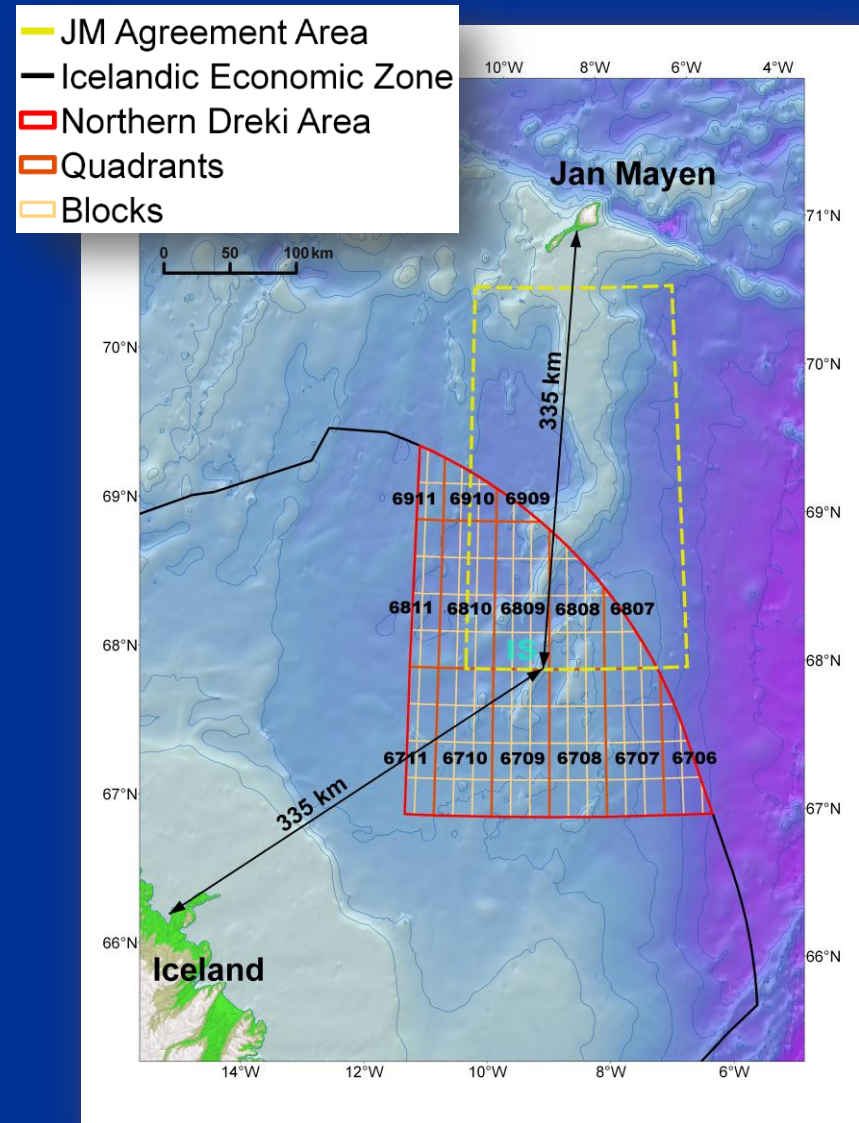 JM Agreement Area
Icelandic Economic Zone
Northern Dreki Area
Quadrants
Blocks
10°W 8°W 6°W 4°W
Jan Mayen
71°N
0 50 100 km
70°N 70°N
335 km
69°N 69°N
6911 6910 6909
6811 6810 6809 6808 6807
68°N 68°N
IS
6711 6710 6709 6708 6707 6706
67°N 67°N
335 km
66°N 66°N
Iceland
14°W 12°W 10°W 8°W 6°W